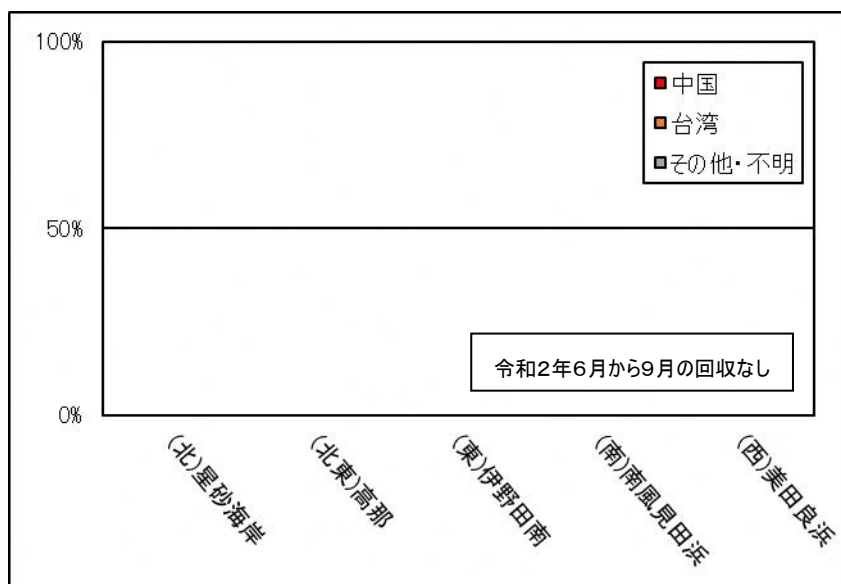 100%
中国
台湾
その他・不明
50%
令和2年6月から9月の回収なし
0%
(北)星砂海岸
(北東)高那
(東)伊野田南
(南)南風見田浜
(西)美田良浜